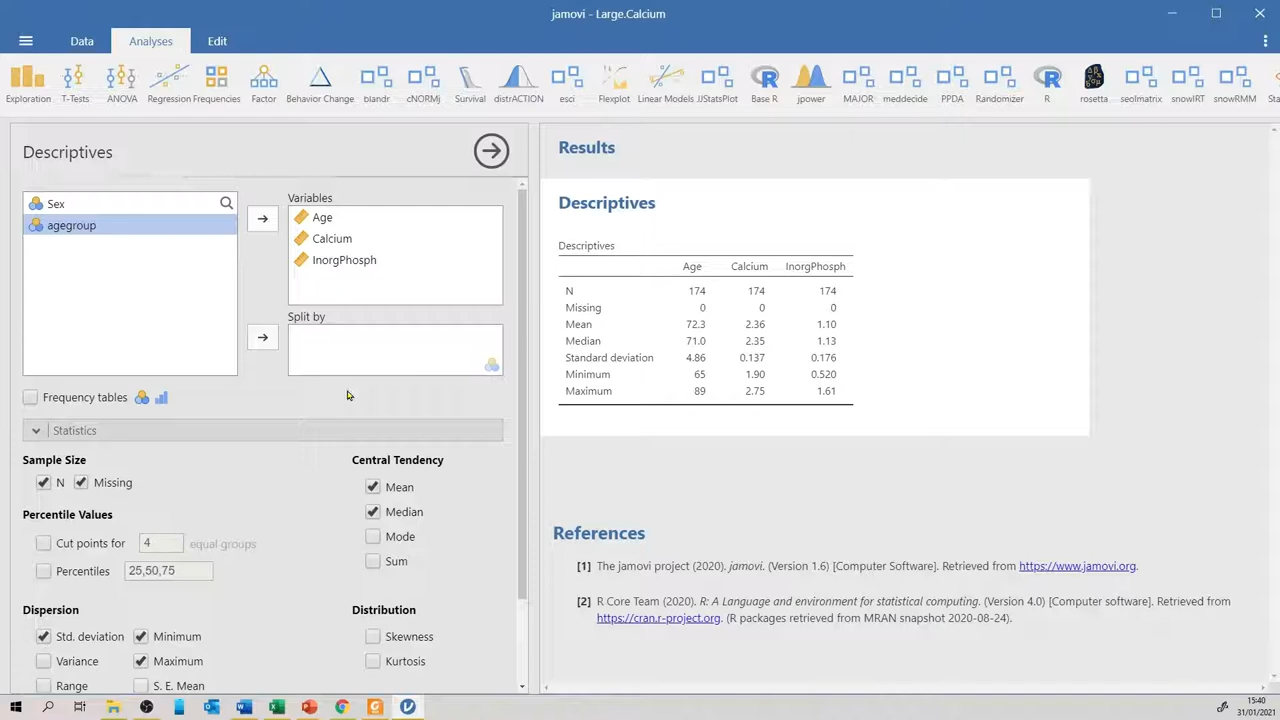 jamovi - Large.Calcium
Data Analyses Edit
Exploration T-Tests ANOVA Regression Frequencies Factor Behavior Change blandr cNORMj Survival distrACTION esci Flexplot Linear Models JJStatsPlot Base R jpower MAJOR meddecide PPDA Randomizer R rosetta seolmatrix snowIRT snowRMM
Descriptives
Sex
agegroup
Variables
Age
Calcium
InorgPhosph
Split by
Frequency tables
Statistics
Sample Size
N Missing
Percentile Values
Cut points for 4 equal groups
Percentiles 25,50,75
Dispersion
Std. deviation Minimum
Variance Maximum
Range S. E. Mean
Central Tendency
Mean
Median
Mode
Sum
Distribution
Skewness
Kurtosis
Results
Descriptives
Descriptives
Age Calcium InorgPhosph
N 174 174 174
Missing 0 0 0
Mean 72.3 2.36 1.10
Median 71.0 2.35 1.13
Standard deviation 4.86 0.137 0.176
Minimum 65 1.90 0.520
Maximum 89 2.75 1.61
References
[1] The jamovi project (2020). jamovi. (Version 1.6) [Computer Software]. Retrieved from https://www.jamovi.org.
[2] R Core Team (2020). R: A Language and environment for statistical computing. (Version 4.0) [Computer software]. Retrieved from
https://cran.r-project.org. (R packages retrieved from MRAN snapshot 2020-08-24).
15:40
31/01/2021